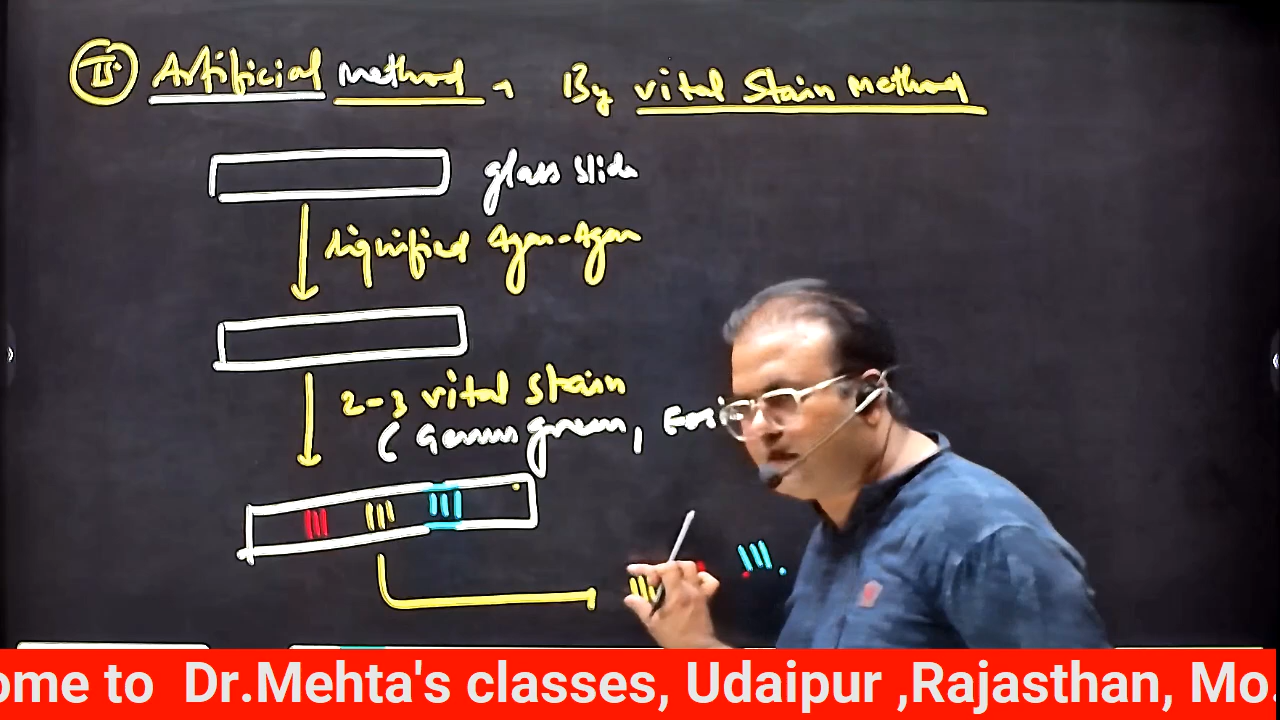 II. Artificial method → By vital Stain Method
glass slide
liquified Agar-Agar
2-3 vital stain
( Janus green, Eosi
ome to Dr.Mehta's classes, Udaipur ,Rajasthan, Mo.